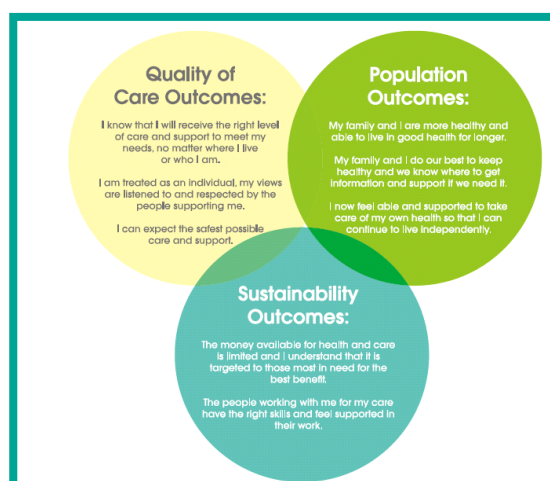 Quality of
Care Outcomes:
I know that I will receive the right level
of care and support to meet my
needs, no matter where I live
or who I am.
I am treated as an individual, my views
are listened to and respected by the
people supporting me.
I can expect the safest possible
care and support.
Population
Outcomes:
My family and I are more healthy and
able to live in good health for longer.
My family and I do our best to keep
healthy and we know where to get
information and support if we need it.
I now feel able and supported to take
care of my own health so that I can
continue to live independently.
Sustainability
Outcomes:
The money available for health and care
is limited and I understand that it is
targeted to those most in need for the
best benefit.
The people working with me for my care
have the right skills and feel supported in
their work.